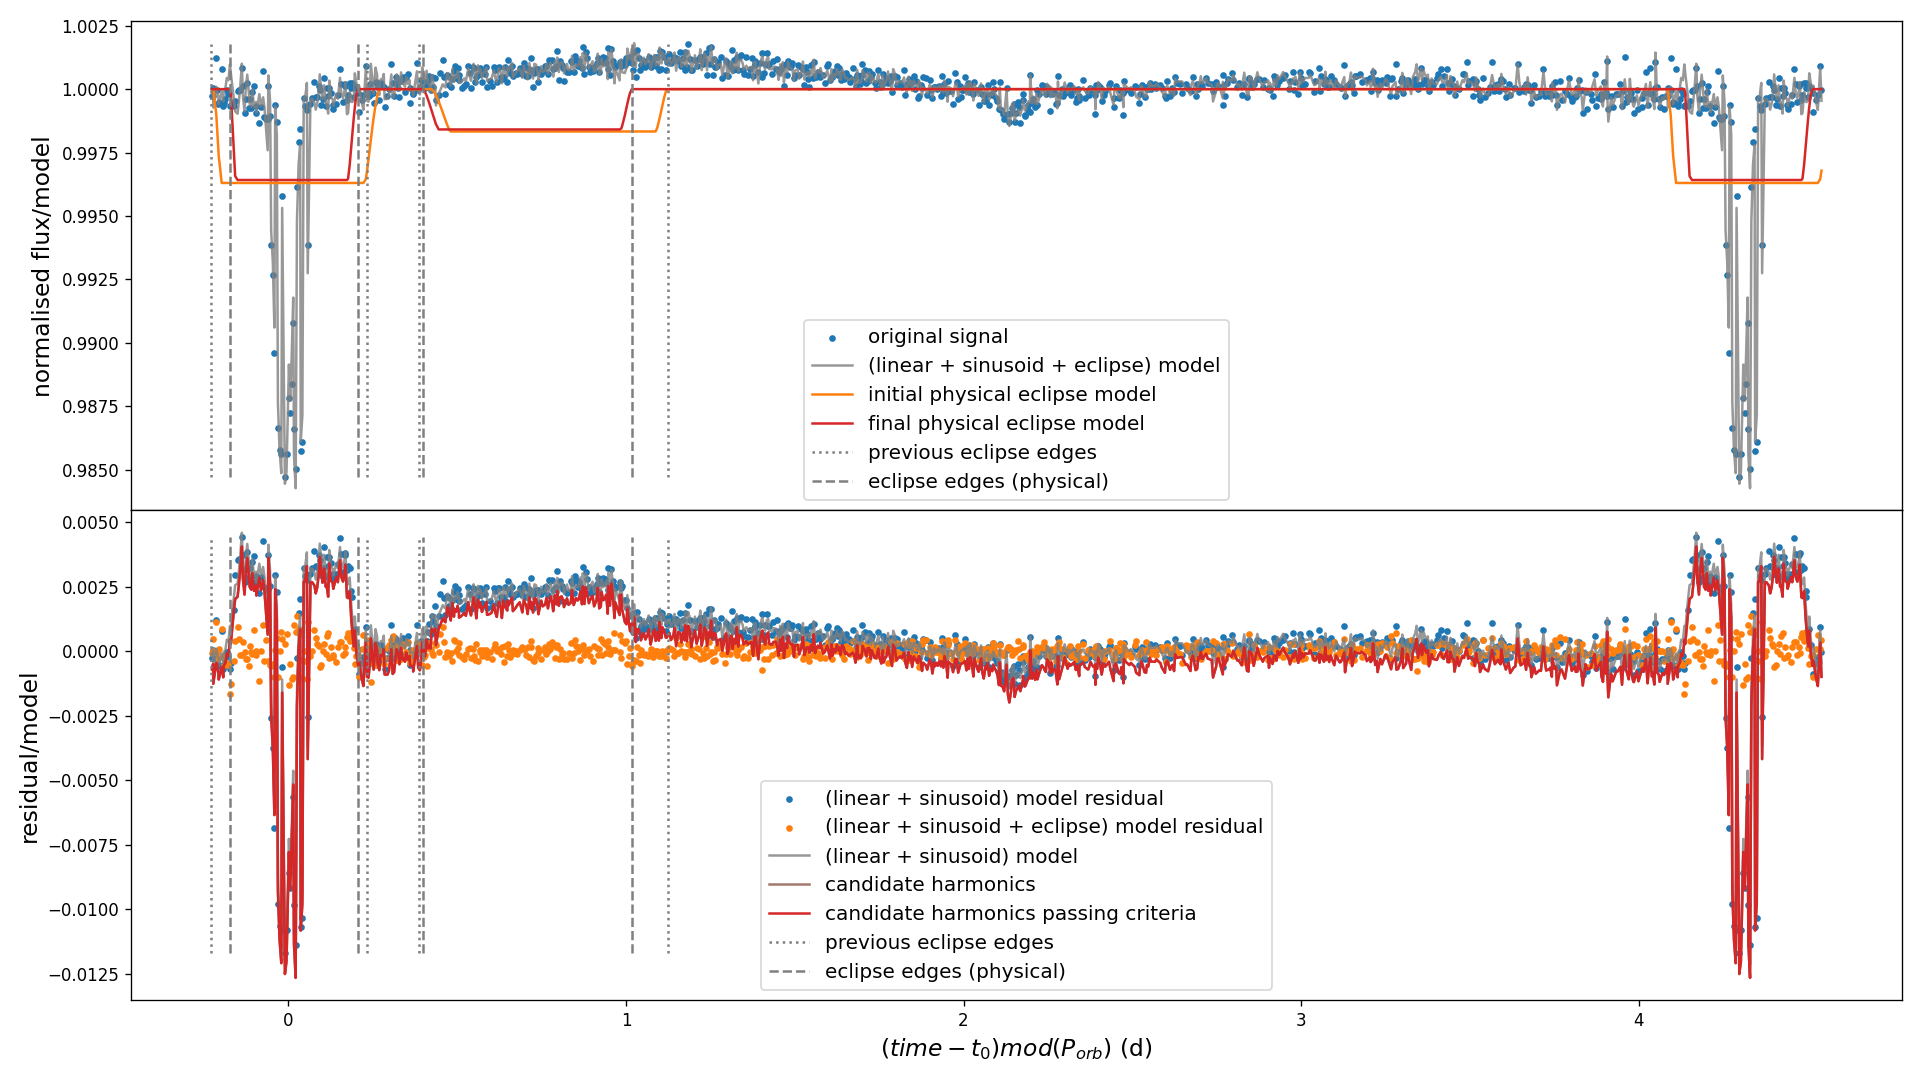 1.0025
1.0000
0.9975
0.9950
0.9925
0.9900
0.9875
0.9850
normalised flux/model
original signal
(linear + sinusoid + eclipse) model
initial physical eclipse model
final physical eclipse model
previous eclipse edges
eclipse edges (physical)
0.0050
0.0025
0.0000
−0.0025
−0.0050
−0.0075
−0.0100
−0.0125
residual/model
(linear + sinusoid) model residual
(linear + sinusoid + eclipse) model residual
(linear + sinusoid) model
candidate harmonics
candidate harmonics passing criteria
previous eclipse edges
eclipse edges (physical)
0 1 2 3 4
(time − t₀)mod(P_orb) (d)